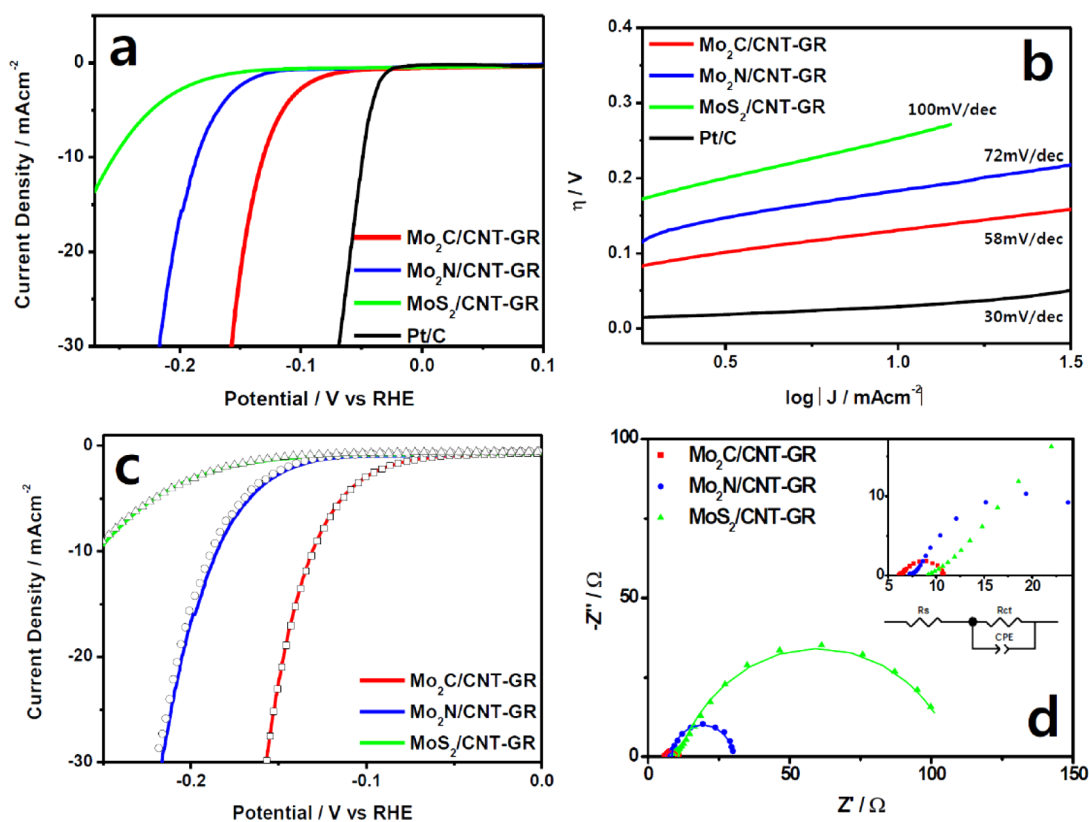 a
0
-10
-20
-30
-0.2
-0.1
0.0
0.1
Current Density / mAcm⁻²
Potential / V vs RHE
Mo₂C/CNT-GR
Mo₂N/CNT-GR
MoS₂/CNT-GR
Pt/C
b
0.4
0.3
0.2
0.1
0.0
0.5
1.0
1.5
η / V
log | J / mAcm⁻²|
Mo₂C/CNT-GR
Mo₂N/CNT-GR
MoS₂/CNT-GR
Pt/C
100mV/dec
72mV/dec
58mV/dec
30mV/dec
c
0
-10
-20
-30
-0.2
-0.1
0.0
Current Density / mAcm⁻²
Potential / V vs RHE
Mo₂C/CNT-GR
Mo₂N/CNT-GR
MoS₂/CNT-GR
d
-100
-50
0
0
50
100
150
-Z'' / Ω
Z' / Ω
Mo₂C/CNT-GR
Mo₂N/CNT-GR
MoS₂/CNT-GR
10
0
5
10
15
20
Rs
Rct
CPE